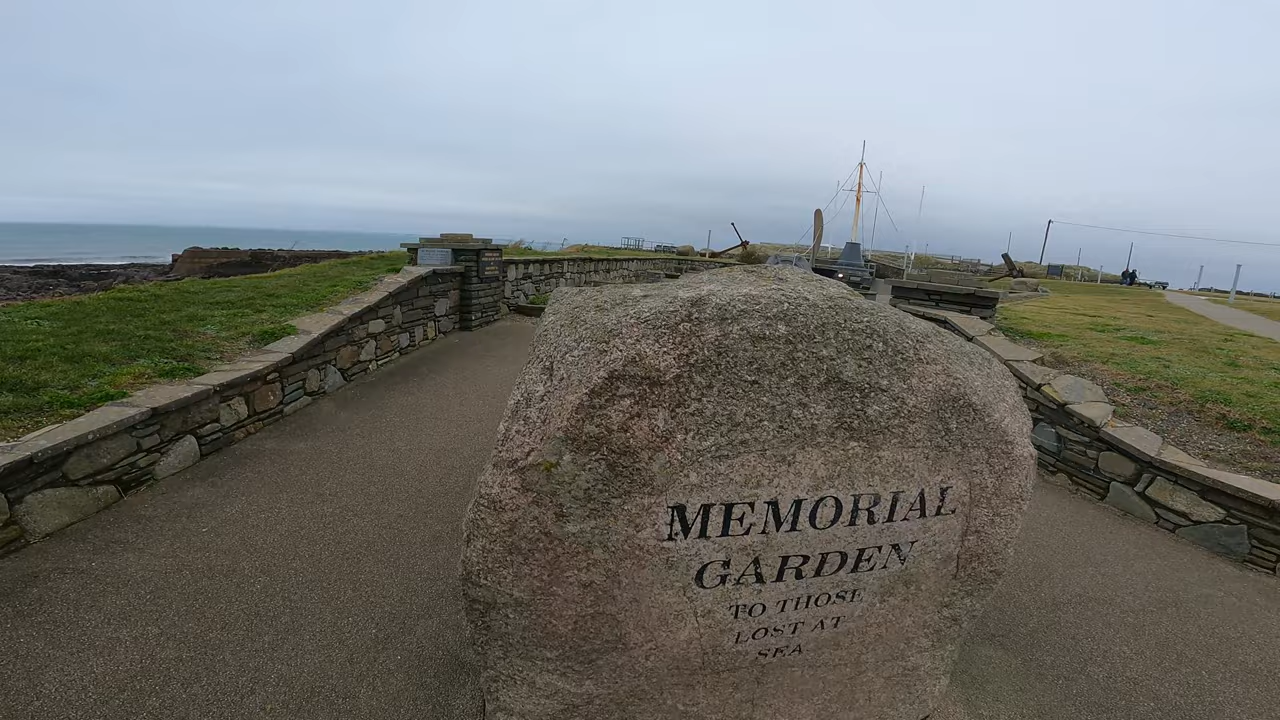 MEMORIAL
GARDEN
TO THOSE
LOST AT
SEA